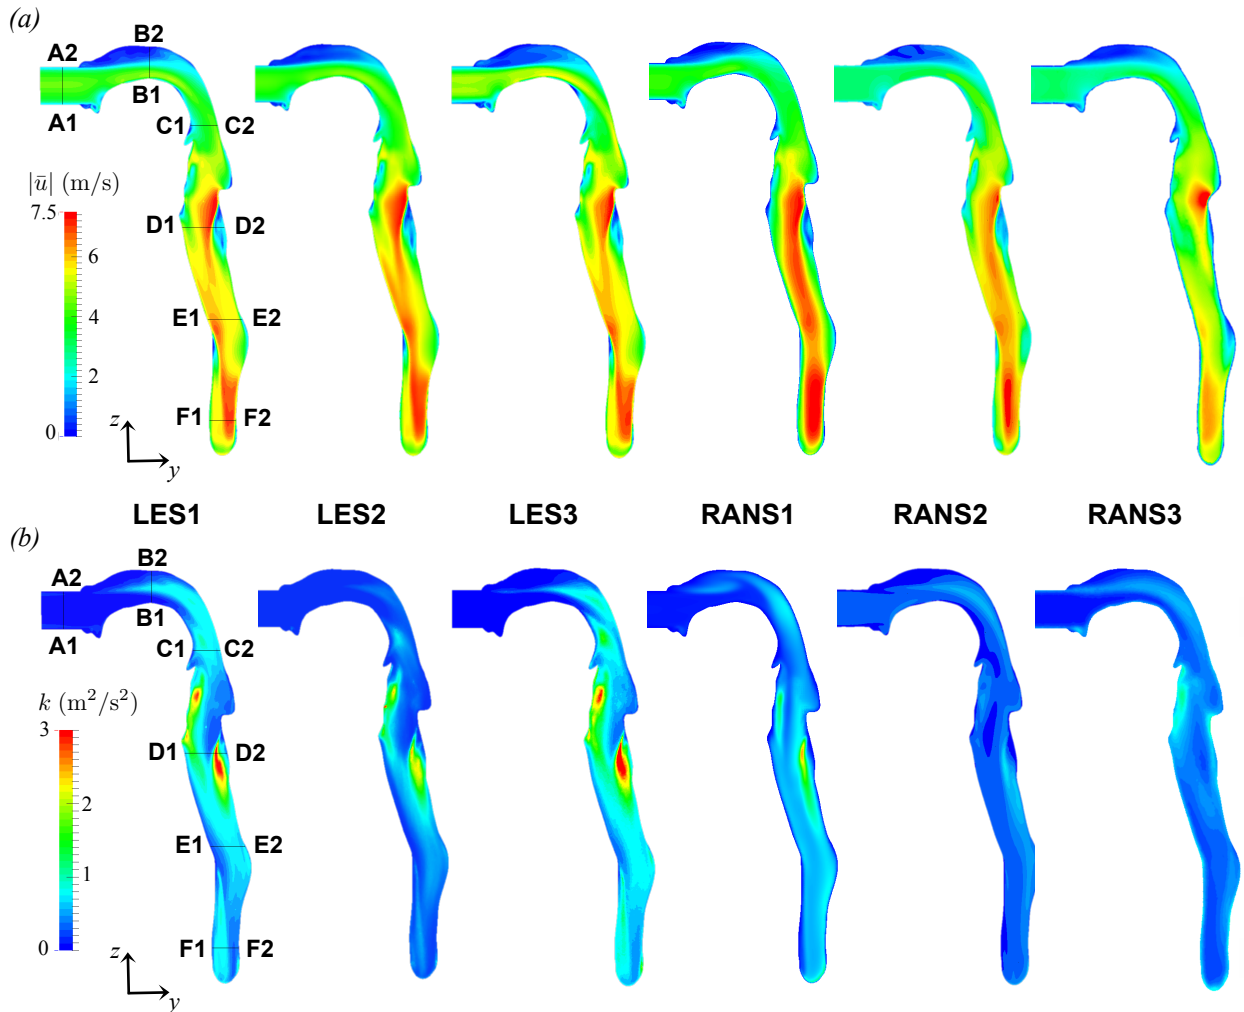 (a)
B2
A2
B1
A1
C1 C2
|ū| (m/s)
7.5
D1 D2
6
E1 E2
4
2
F1 F2
0
z
y
LES1 LES2 LES3 RANS1 RANS2 RANS3
(b)
B2
A2
B1
A1
C1 C2
k (m²/s²)
3
D1 D2
2
E1 E2
1
F1 F2
0
z
y